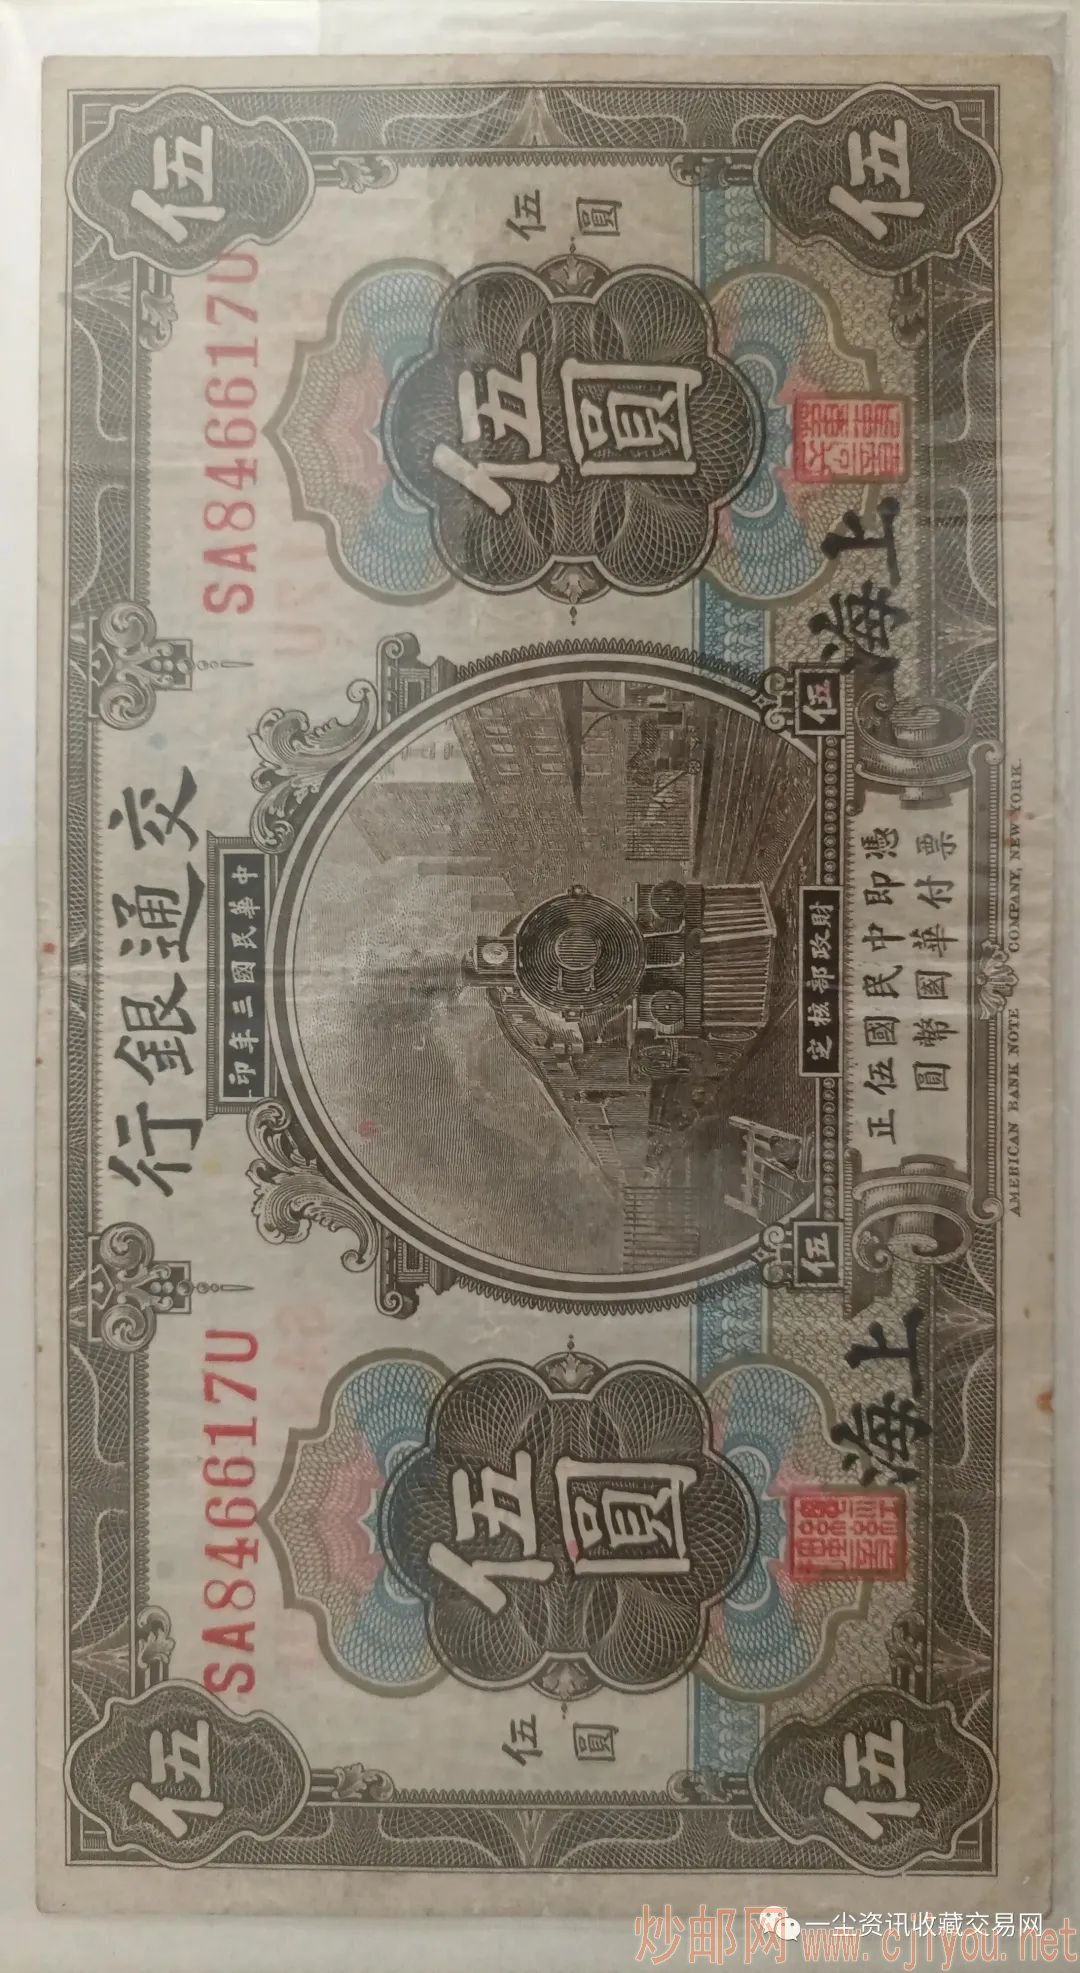 交通銀行
中華民國三年印
SA846617U
SA846617U
伍
伍
伍圓
伍圓
伍圓
伍圓
伍
伍
財政部核定
上海
上海
憑票即付中華民國國幣伍圓正
伍
伍
AMERICAN BANK NOTE COMPANY, NEW YORK.
一尘资讯收藏交易网
炒邮网www.cjiyou.net